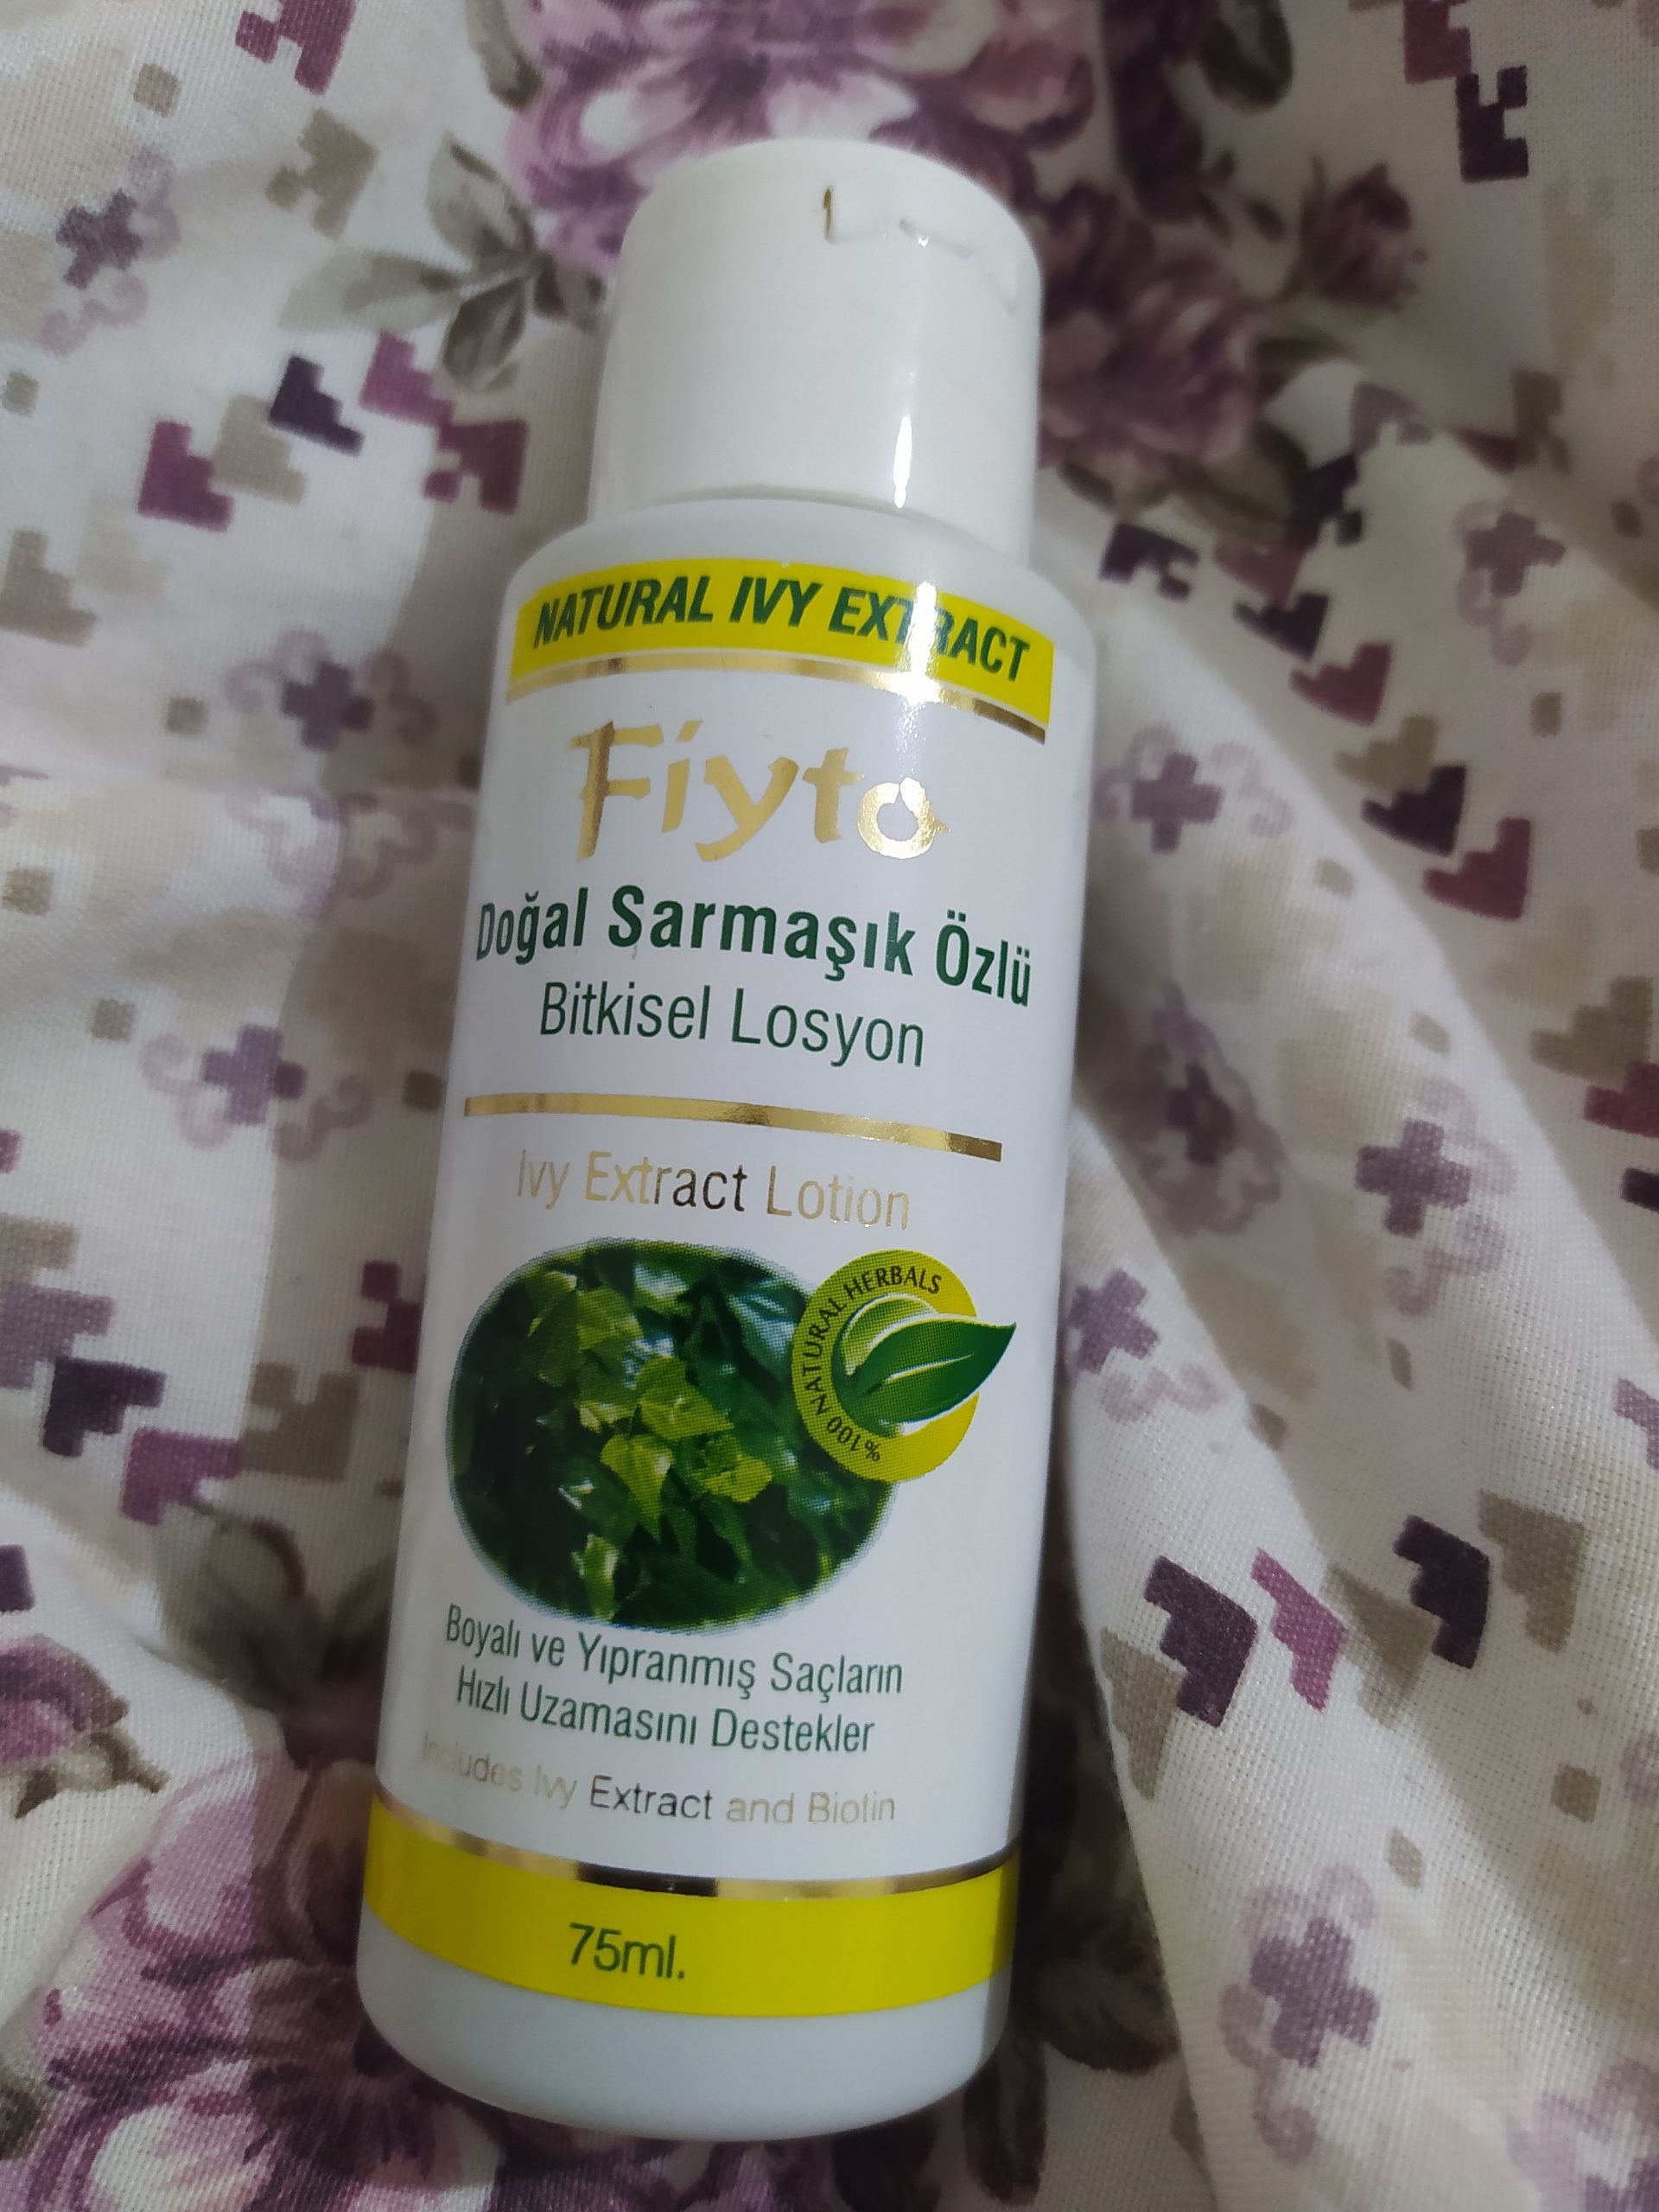 NATURAL IVY EXTRACT
Fiyto
Doğal Sarmaşık Özlü
Bitkisel Losyon
Ivy Extract Lotion
%100 NATURAL HERBALS
Boyalı ve Yıpranmış Saçların
Hızlı Uzamasını Destekler
Includes Ivy Extract and Biotin
75ml.